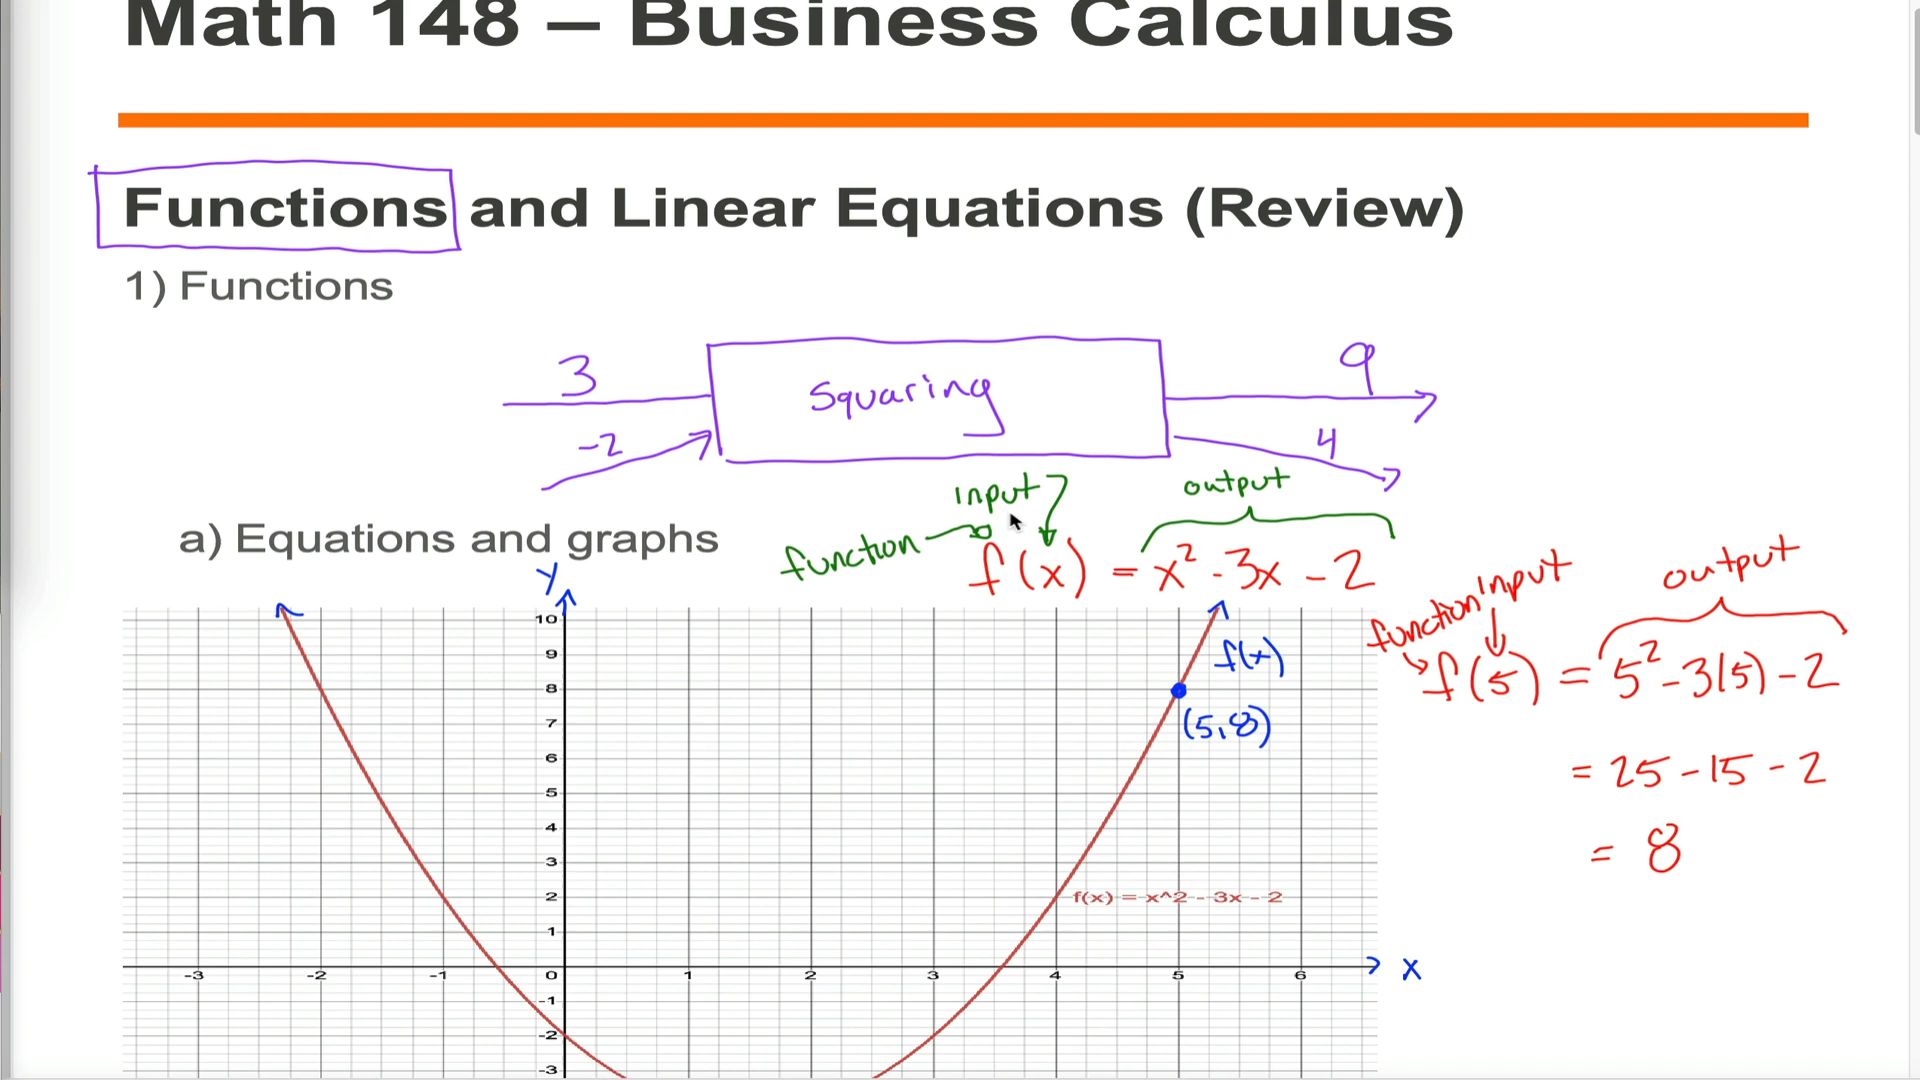 Math 148 – Business Calculus
Functions and Linear Equations (Review)
1) Functions
3
Squaring
9
-2
4
input
output
a) Equations and graphs
function
f(x) = x² - 3x - 2
y
function
input
output
f(5) = 5² - 3(5) - 2
= 25 - 15 - 2
= 8
f(x)
(5,8)
10
9
8
7
6
5
4
3
2
1
f(x) = x^2 - 3x - 2
-3 -2 -1 0 1 2 3 4 5 6
x
-1
-2
-3